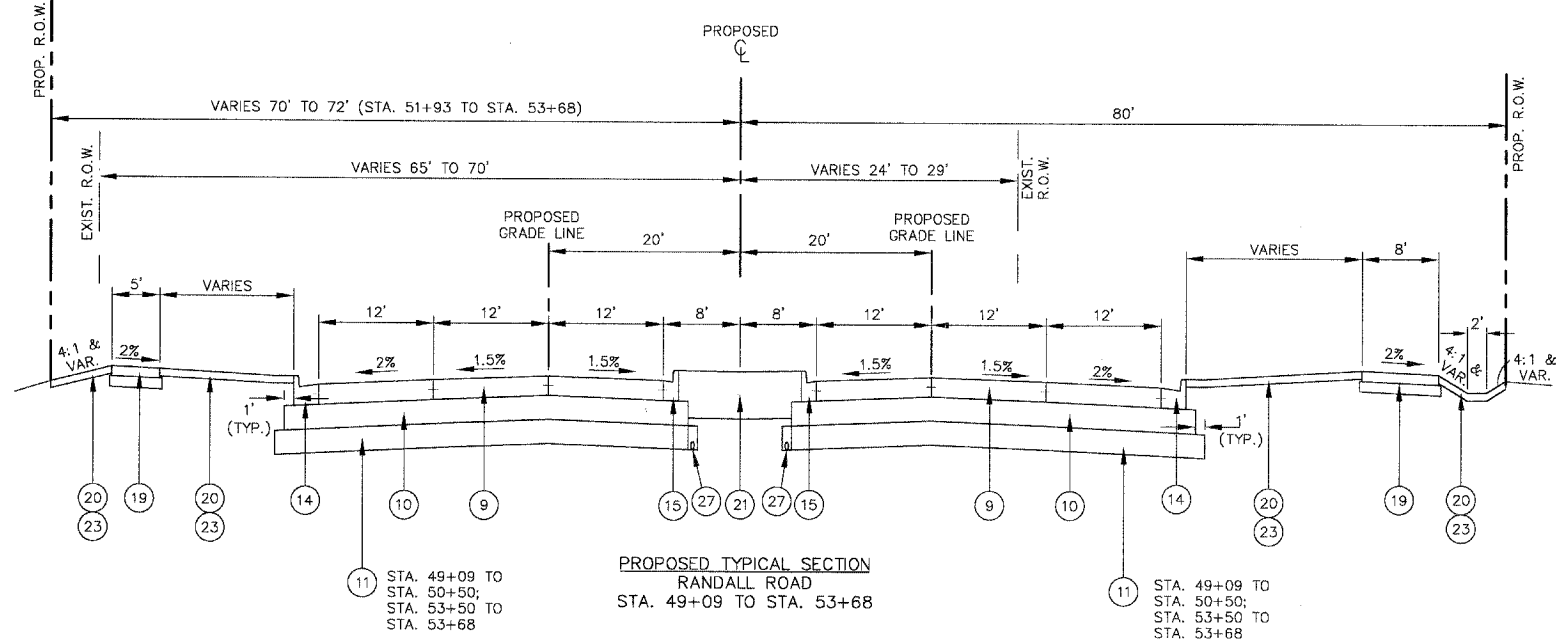 PROP. R.O.W.
PROPOSED
℄
PROP. R.O.W.
VARIES 70' TO 72' (STA. 51+93 TO STA. 53+68)
80'
EXIST. R.O.W.
VARIES 65' TO 70'
VARIES 24' TO 29'
EXIST.
R.O.W.
PROPOSED
GRADE LINE
20'
20'
PROPOSED
GRADE LINE
5'
VARIES
VARIES
8'
12'
12'
12'
8'
8'
12'
12'
12'
2'
4:1 &
VAR.
2%
2%
1.5%
1.5%
1.5%
1.5%
2%
2%
4:1 &
VAR.
4:1 &
VAR.
1'
(TYP.)
1'
(TYP.)
20
23
19
20
23
14
10
9
15
27
21
27
15
9
10
14
20
23
19
20
23
11
STA. 49+09 TO
STA. 50+50;
STA. 53+50 TO
STA. 53+68
PROPOSED TYPICAL SECTION
RANDALL ROAD
STA. 49+09 TO STA. 53+68
11
STA. 49+09 TO
STA. 50+50;
STA. 53+50 TO
STA. 53+68